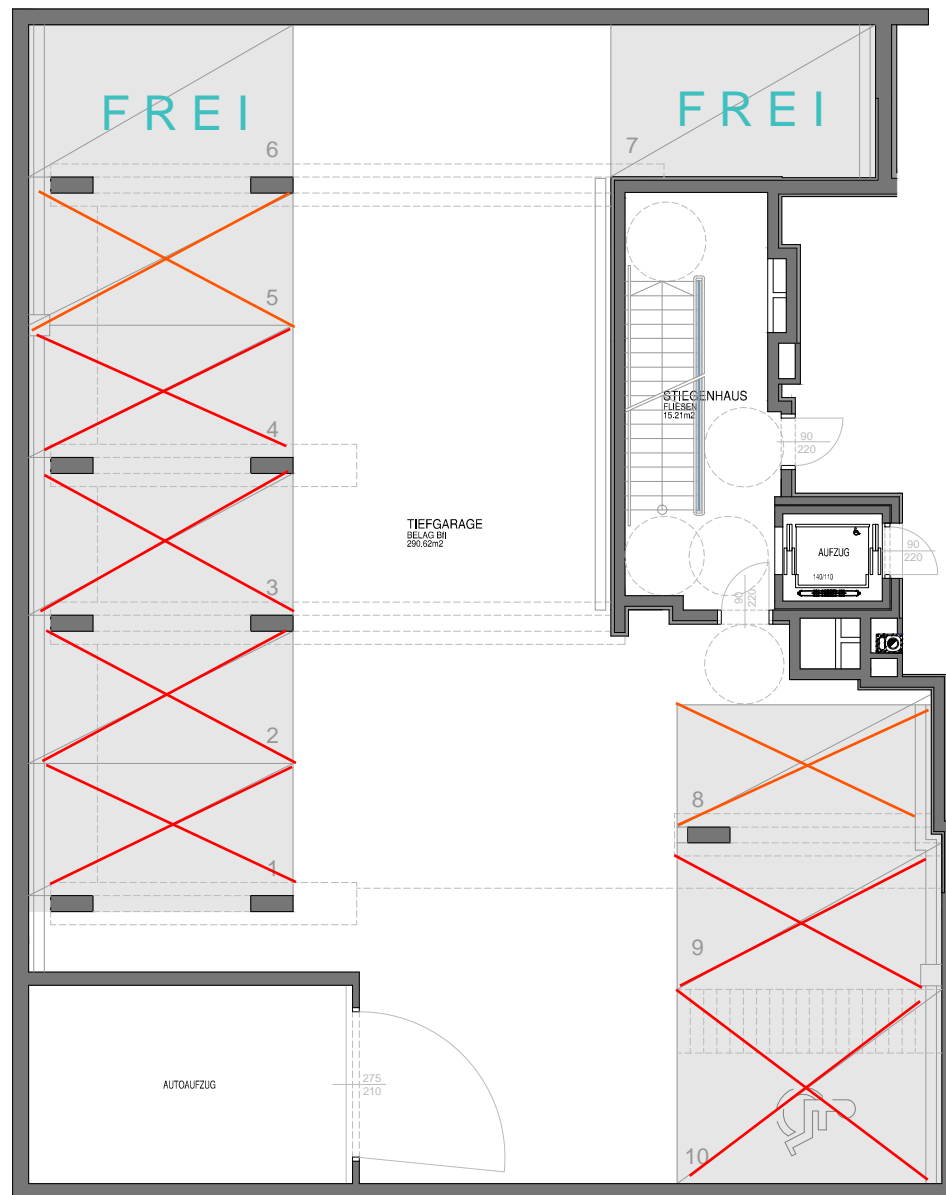 FREI
FREI
6
7
5
4
STIEGENHAUS
FLIESEN
15.21m2
90
220
TIEFGARAGE
BELAG BII
290.62m2
AUFZUG
140/110
90
220
90
220
3
2
1
8
9
10
AUTOAUFZUG
275
210